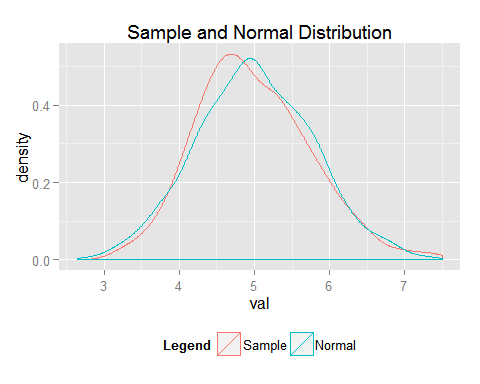 Sample and Normal Distribution
density
0.4
0.2
0.0
3 4 5 6 7
val
Legend Sample Normal